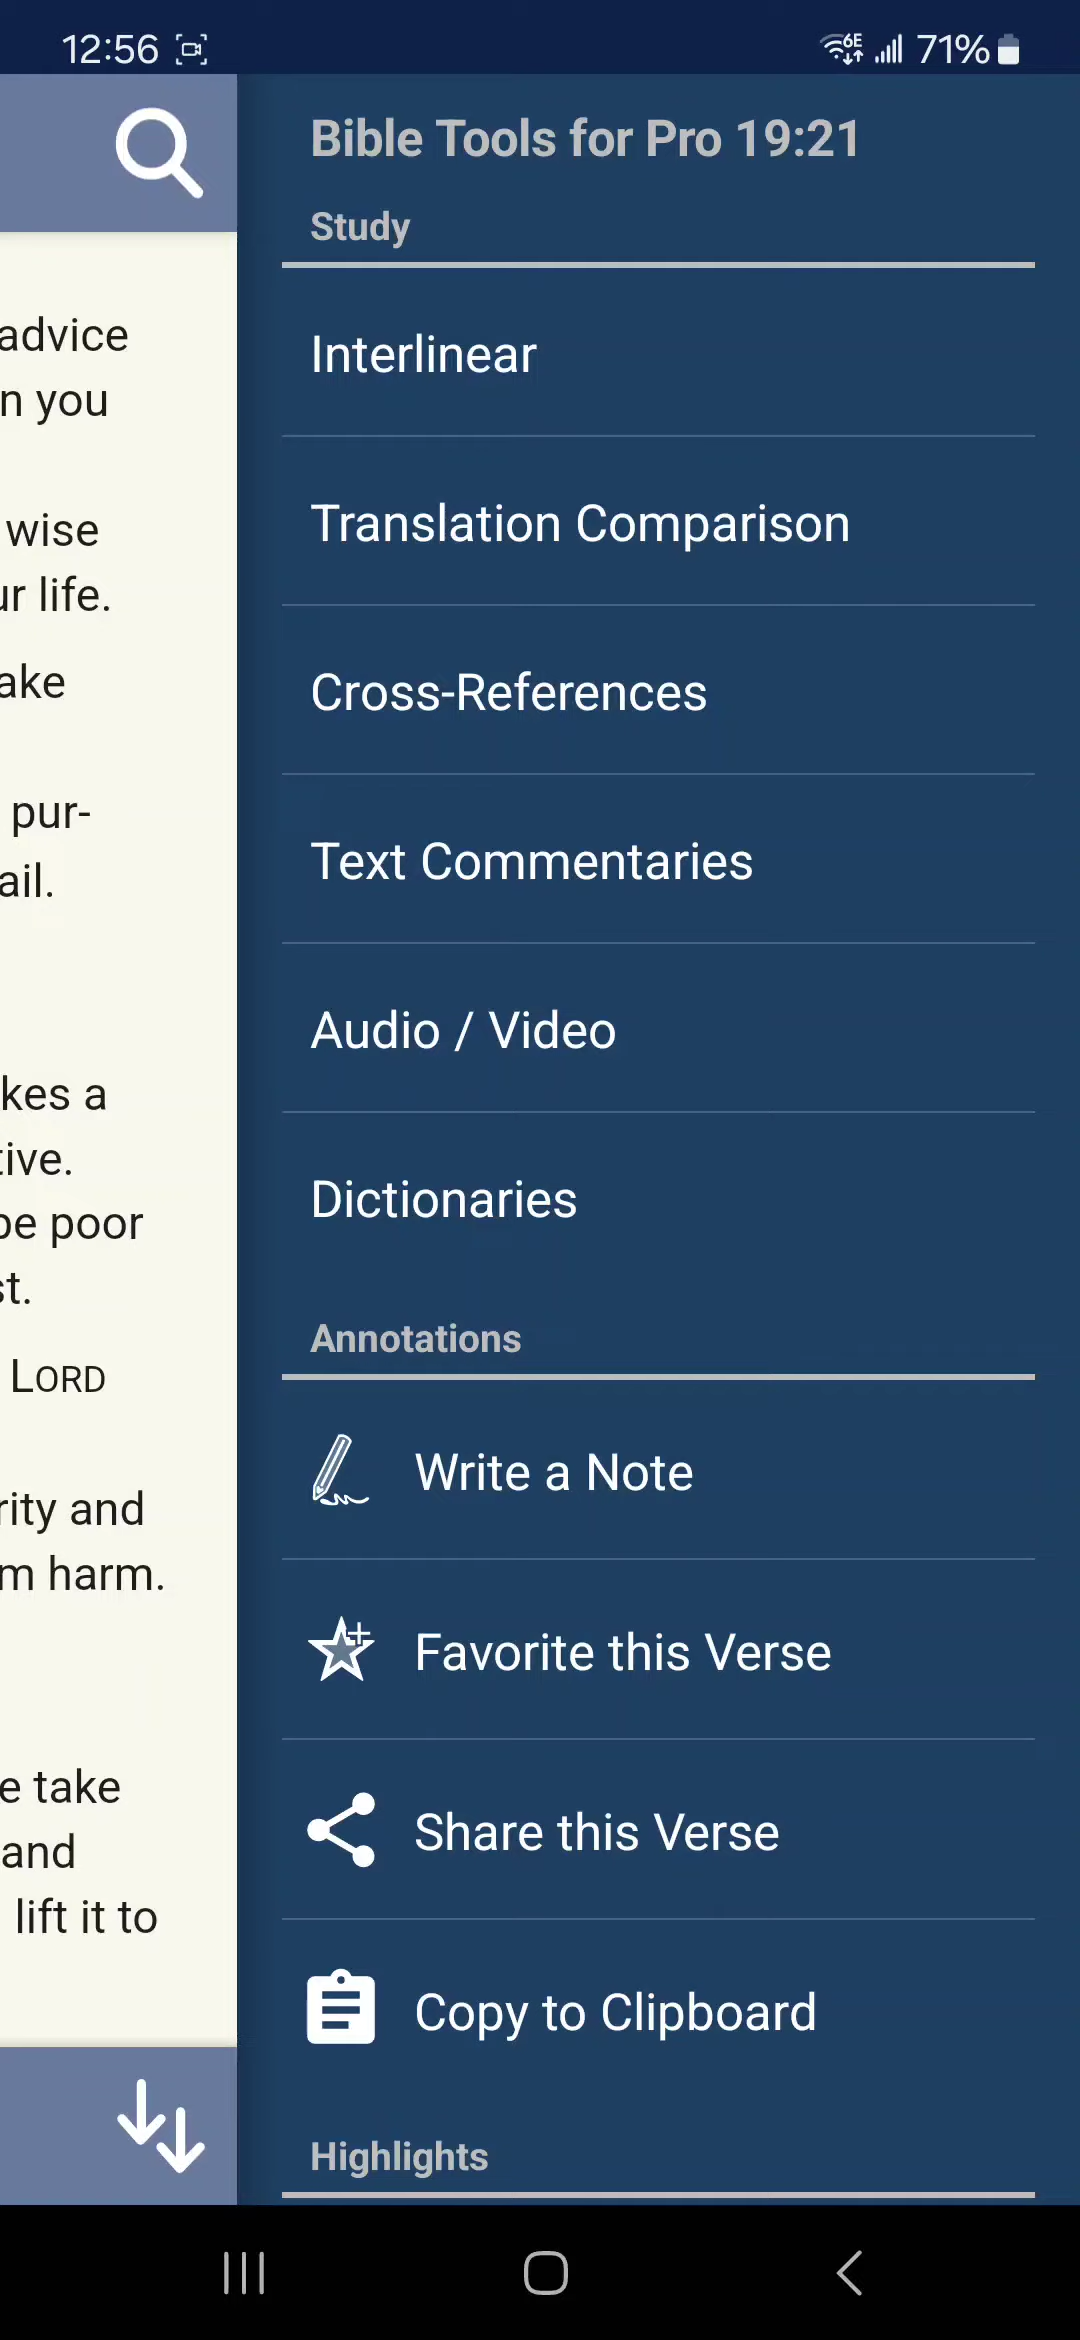 12:56
6E 71%
Bible Tools for Pro 19:21
Study
Interlinear
Translation Comparison
Cross-References
Text Commentaries
Audio / Video
Dictionaries
Annotations
Write a Note
Favorite this Verse
Share this Verse
Copy to Clipboard
Highlights
advice
n you
wise
ur life.
ake
pur-
ail.
kes a
tive.
be poor
st.
LORD
rity and
m harm.
e take
and
lift it to